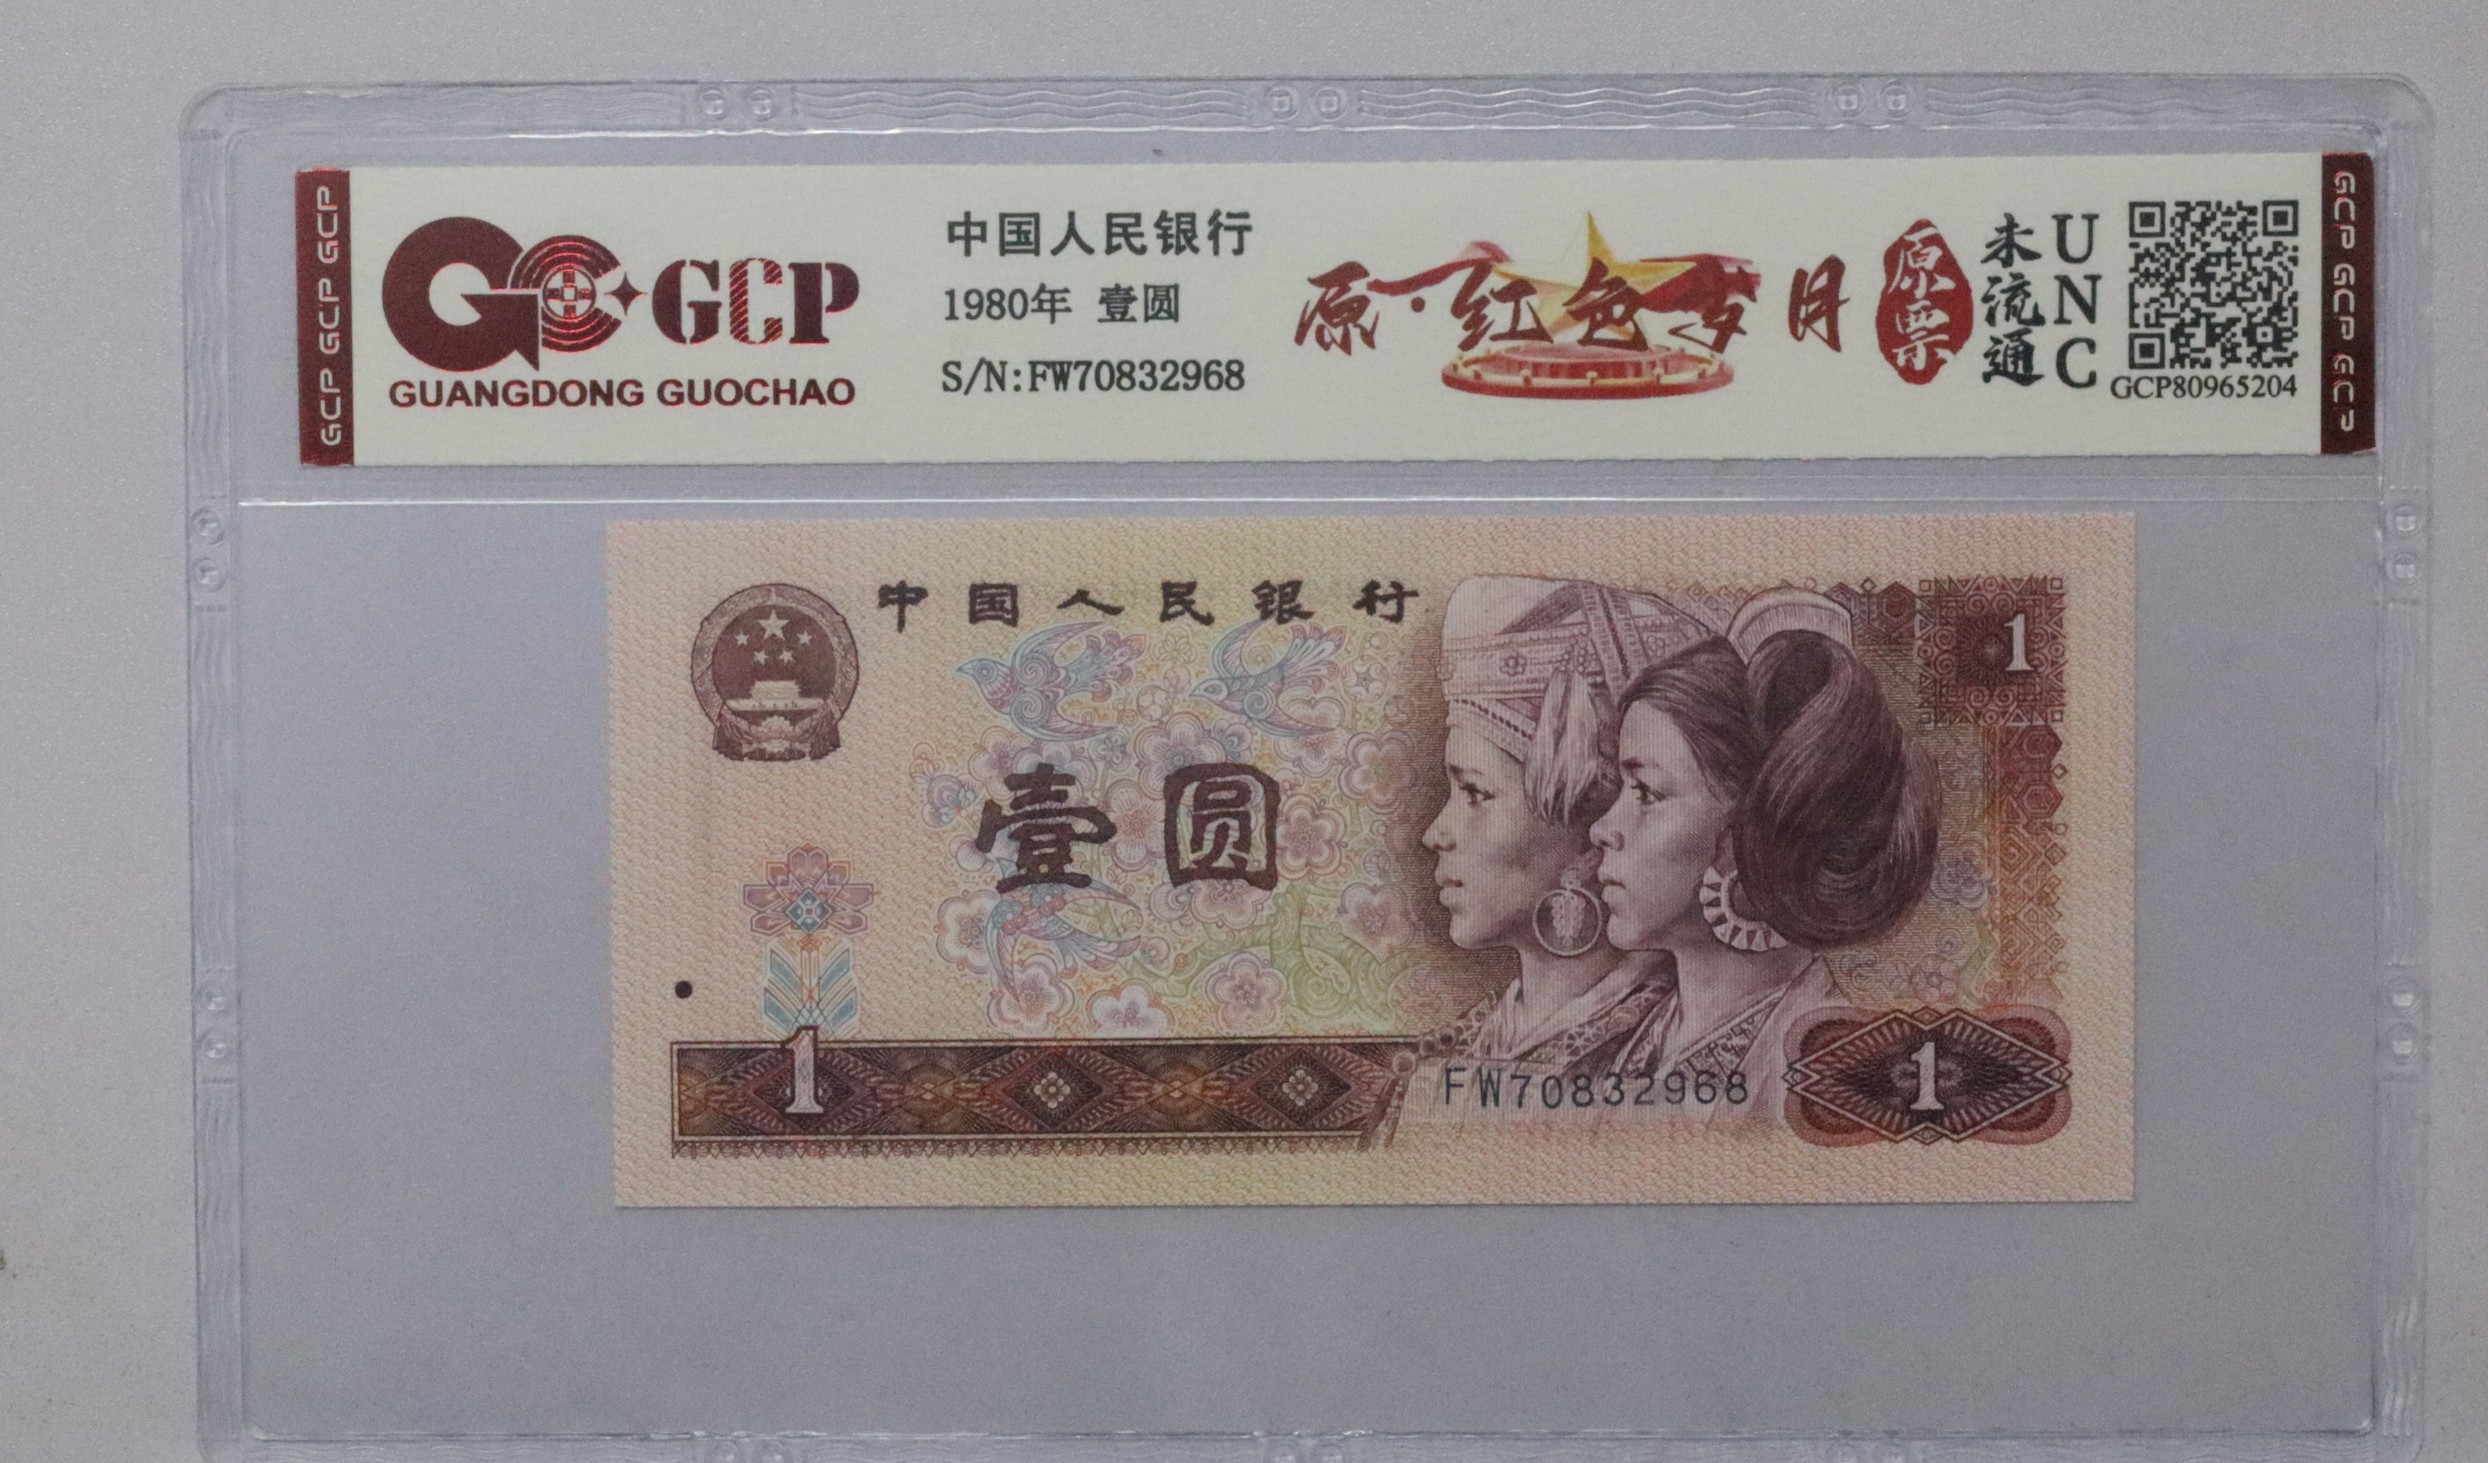 GCP GCP GCP
GCP
GUANGDONG GUOCHAO
中国人民银行
1980年 壹圆
S/N:FW70832968
原·红色岁月
原票
未流通
UNC
GCP80965204
GCP GCP GCP
中国人民银行
1
壹圆
1
FW70832968
1